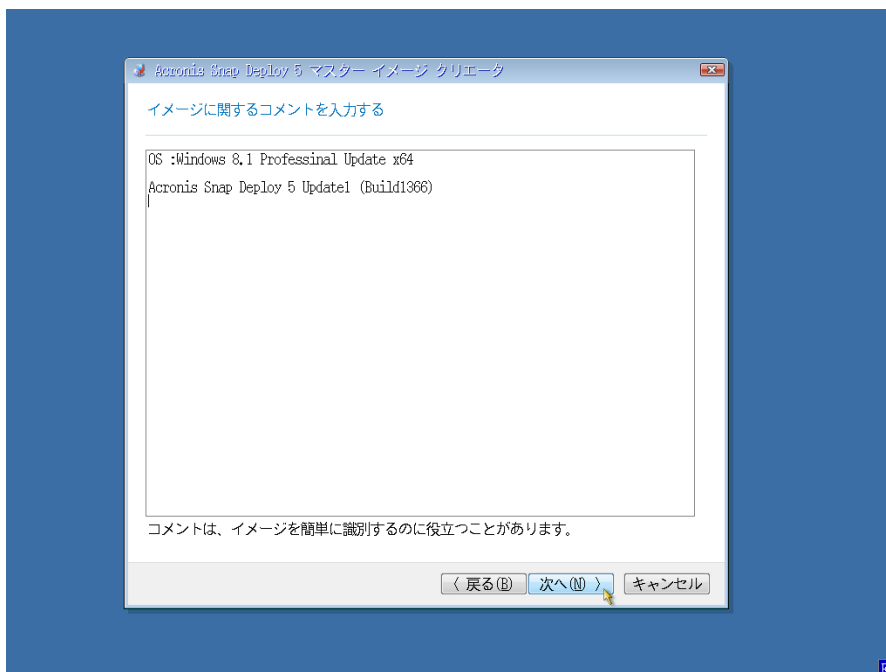 Acronis Snap Deploy 5 マスター イメージ クリエータ
イメージに関するコメントを入力する
OS :Windows 8.1 Professinal Update x64
Acronis Snap Deploy 5 Update1 (Build1366)
コメントは、イメージを簡単に識別するのに役立つことがあります。
〈 戻る(B) 次へ(N) 〉 キャンセル